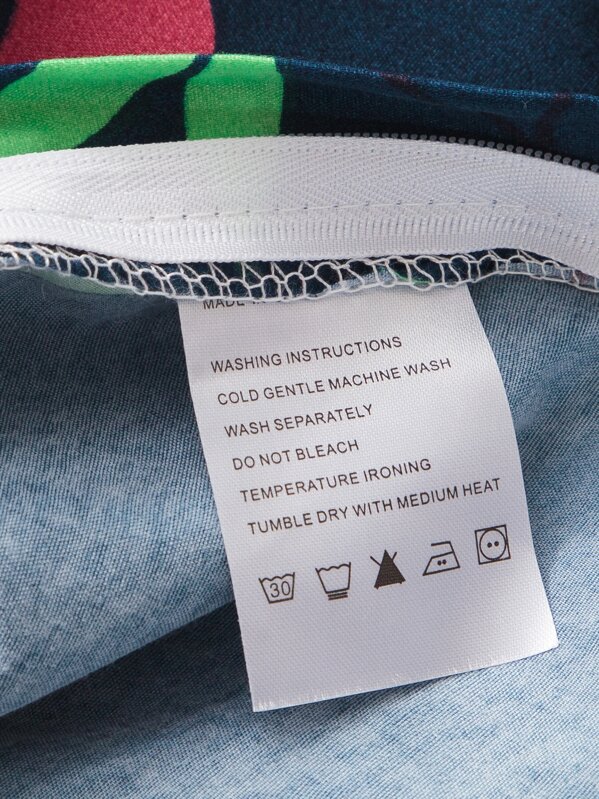 MADE
WASHING INSTRUCTIONS
COLD GENTLE MACHINE WASH
WASH SEPARATELY
DO NOT BLEACH
TEMPERATURE IRONING
TUMBLE DRY WITH MEDIUM HEAT
30